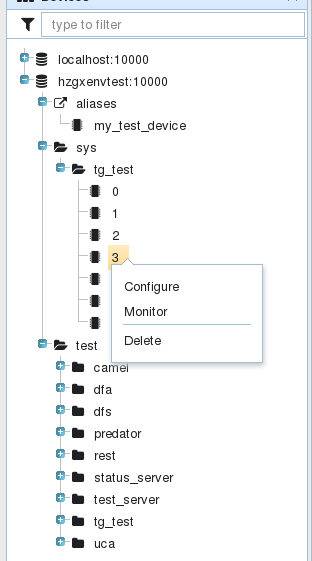 type to filter
localhost:10000
hzgxenvtest:10000
aliases
my_test_device
sys
tg_test
0
1
2
3
Configure
Monitor
Delete
test
camel
dfa
dfs
predator
rest
status_server
test_server
tg_test
uca